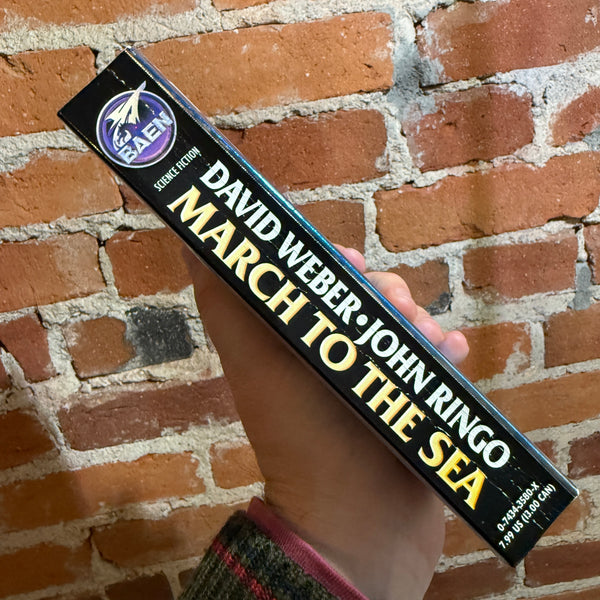 BAEN
SCIENCE FICTION
DAVID WEBER•JOHN RINGO
MARCH TO THE SEA
0-7434-3580-X
7.99 US (13.00 CAN)